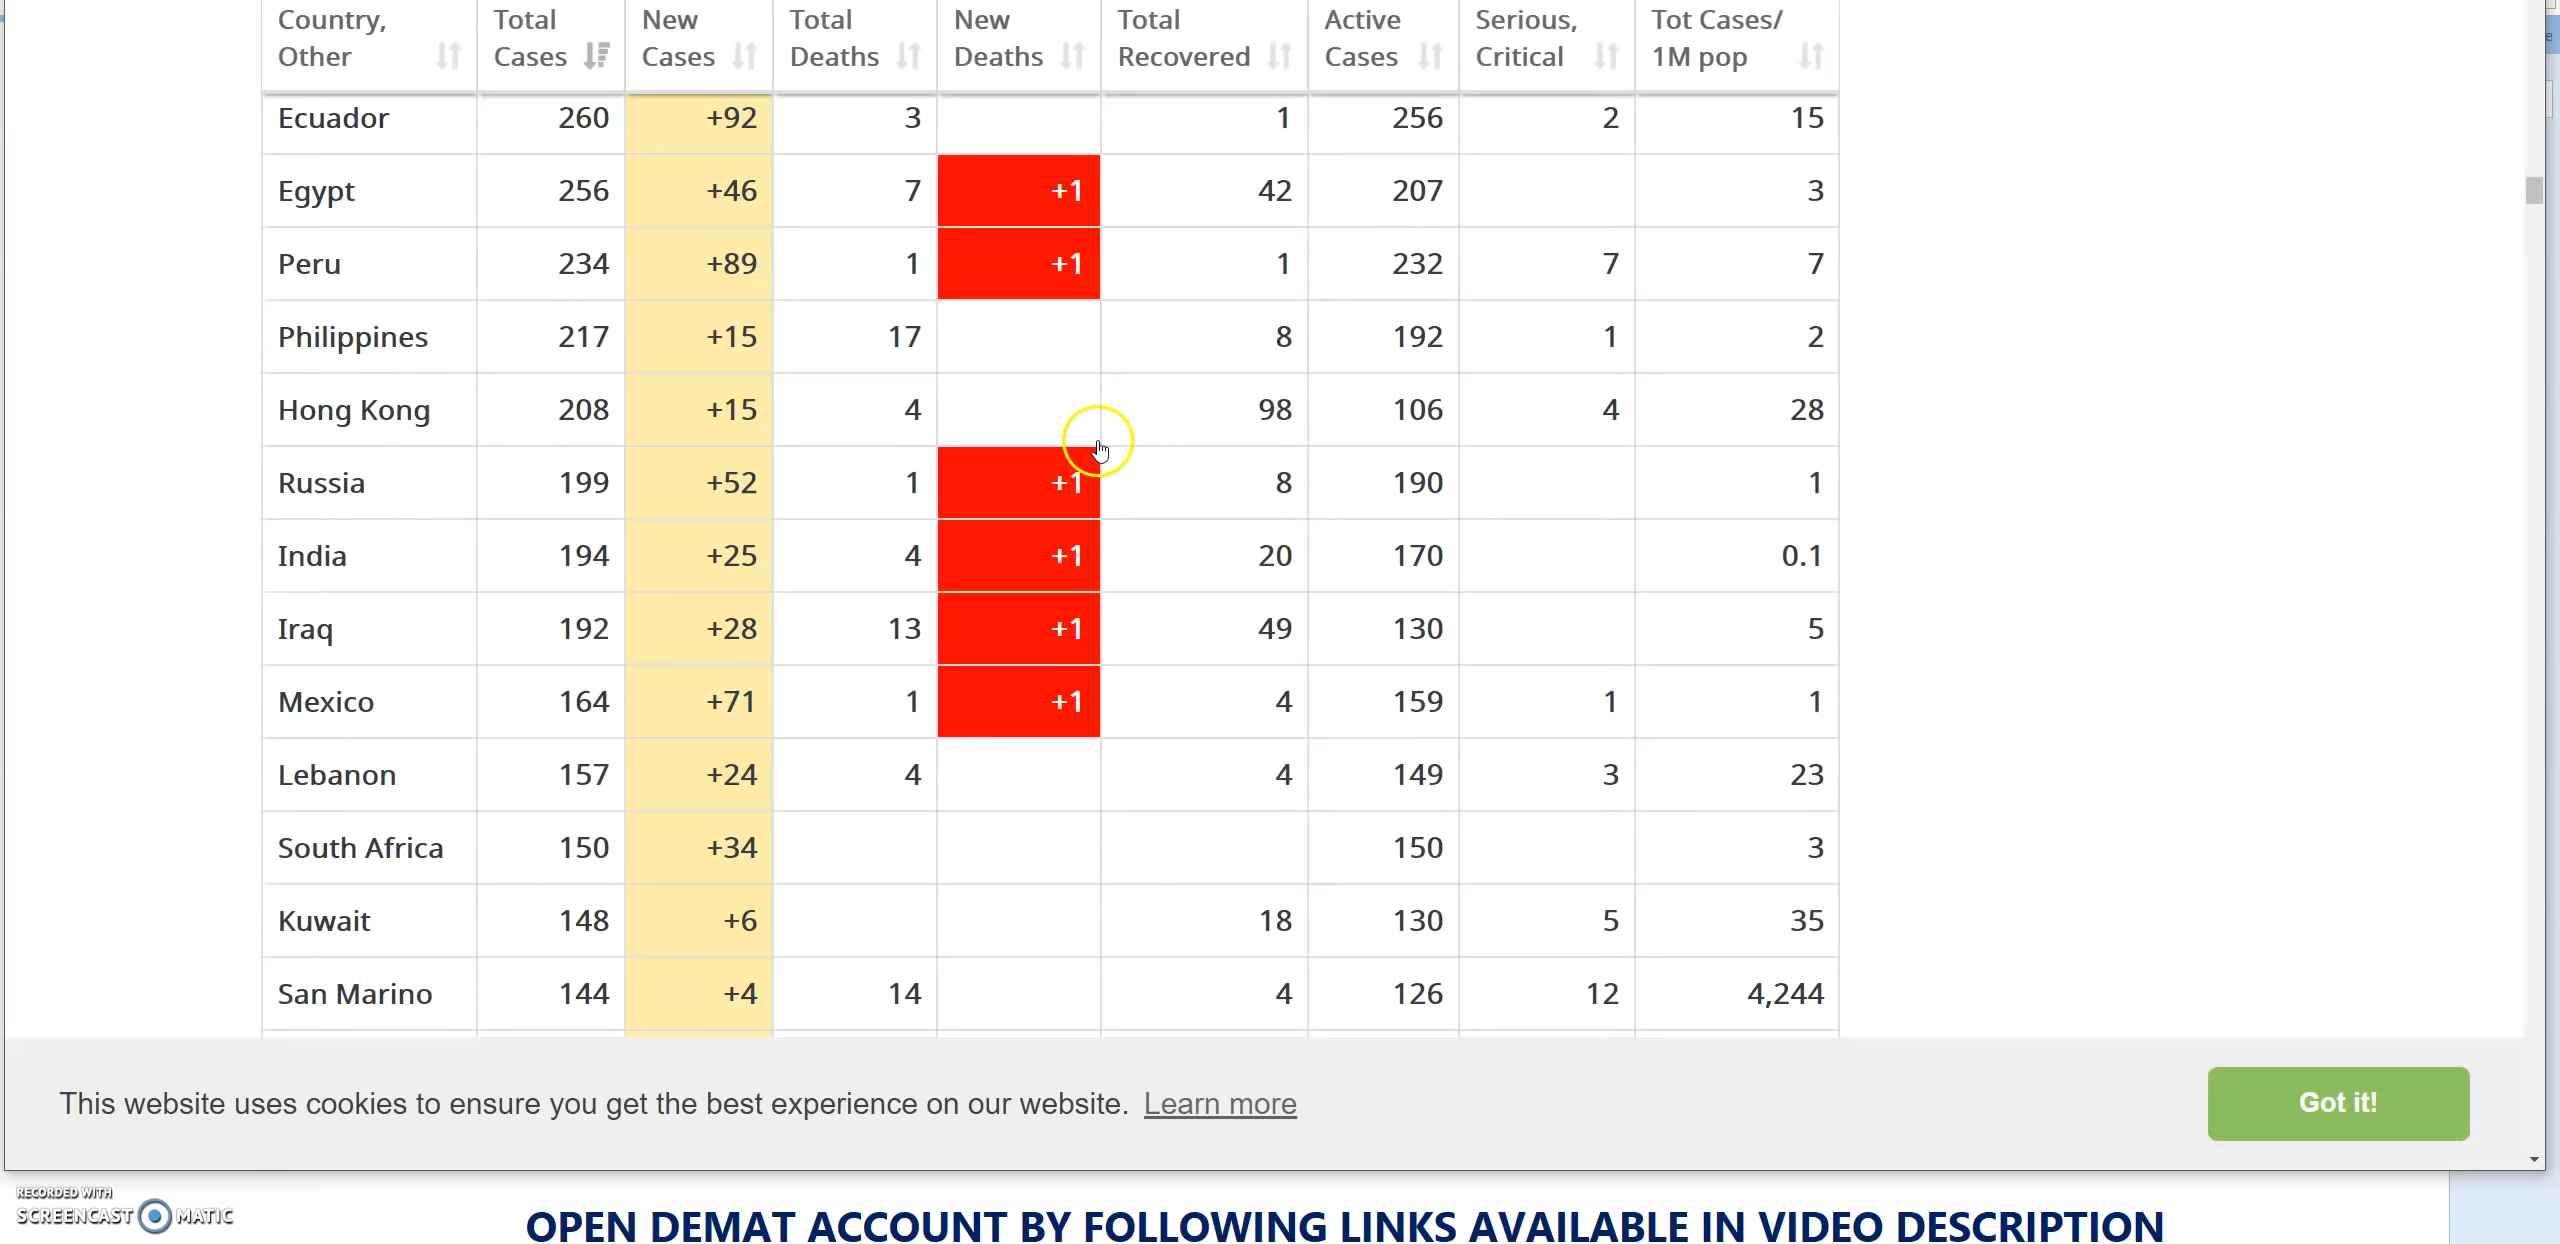 Country, Other Total Cases New Cases Total Deaths New Deaths Total Recovered Active Cases Serious, Critical Tot Cases/ 1M pop
Ecuador 260 +92 3 1 256 2 15
Egypt 256 +46 7 +1 42 207 3
Peru 234 +89 1 +1 1 232 7 7
Philippines 217 +15 17 8 192 1 2
Hong Kong 208 +15 4 98 106 4 28
Russia 199 +52 1 +1 8 190 1
India 194 +25 4 +1 20 170 0.1
Iraq 192 +28 13 +1 49 130 5
Mexico 164 +71 1 +1 4 159 1 1
Lebanon 157 +24 4 4 149 3 23
South Africa 150 +34 150 3
Kuwait 148 +6 18 130 5 35
San Marino 144 +4 14 4 126 12 4,244
This website uses cookies to ensure you get the best experience on our website. Learn more
Got it!
RECORDED WITH
SCREENCAST MATIC
OPEN DEMAT ACCOUNT BY FOLLOWING LINKS AVAILABLE IN VIDEO DESCRIPTION